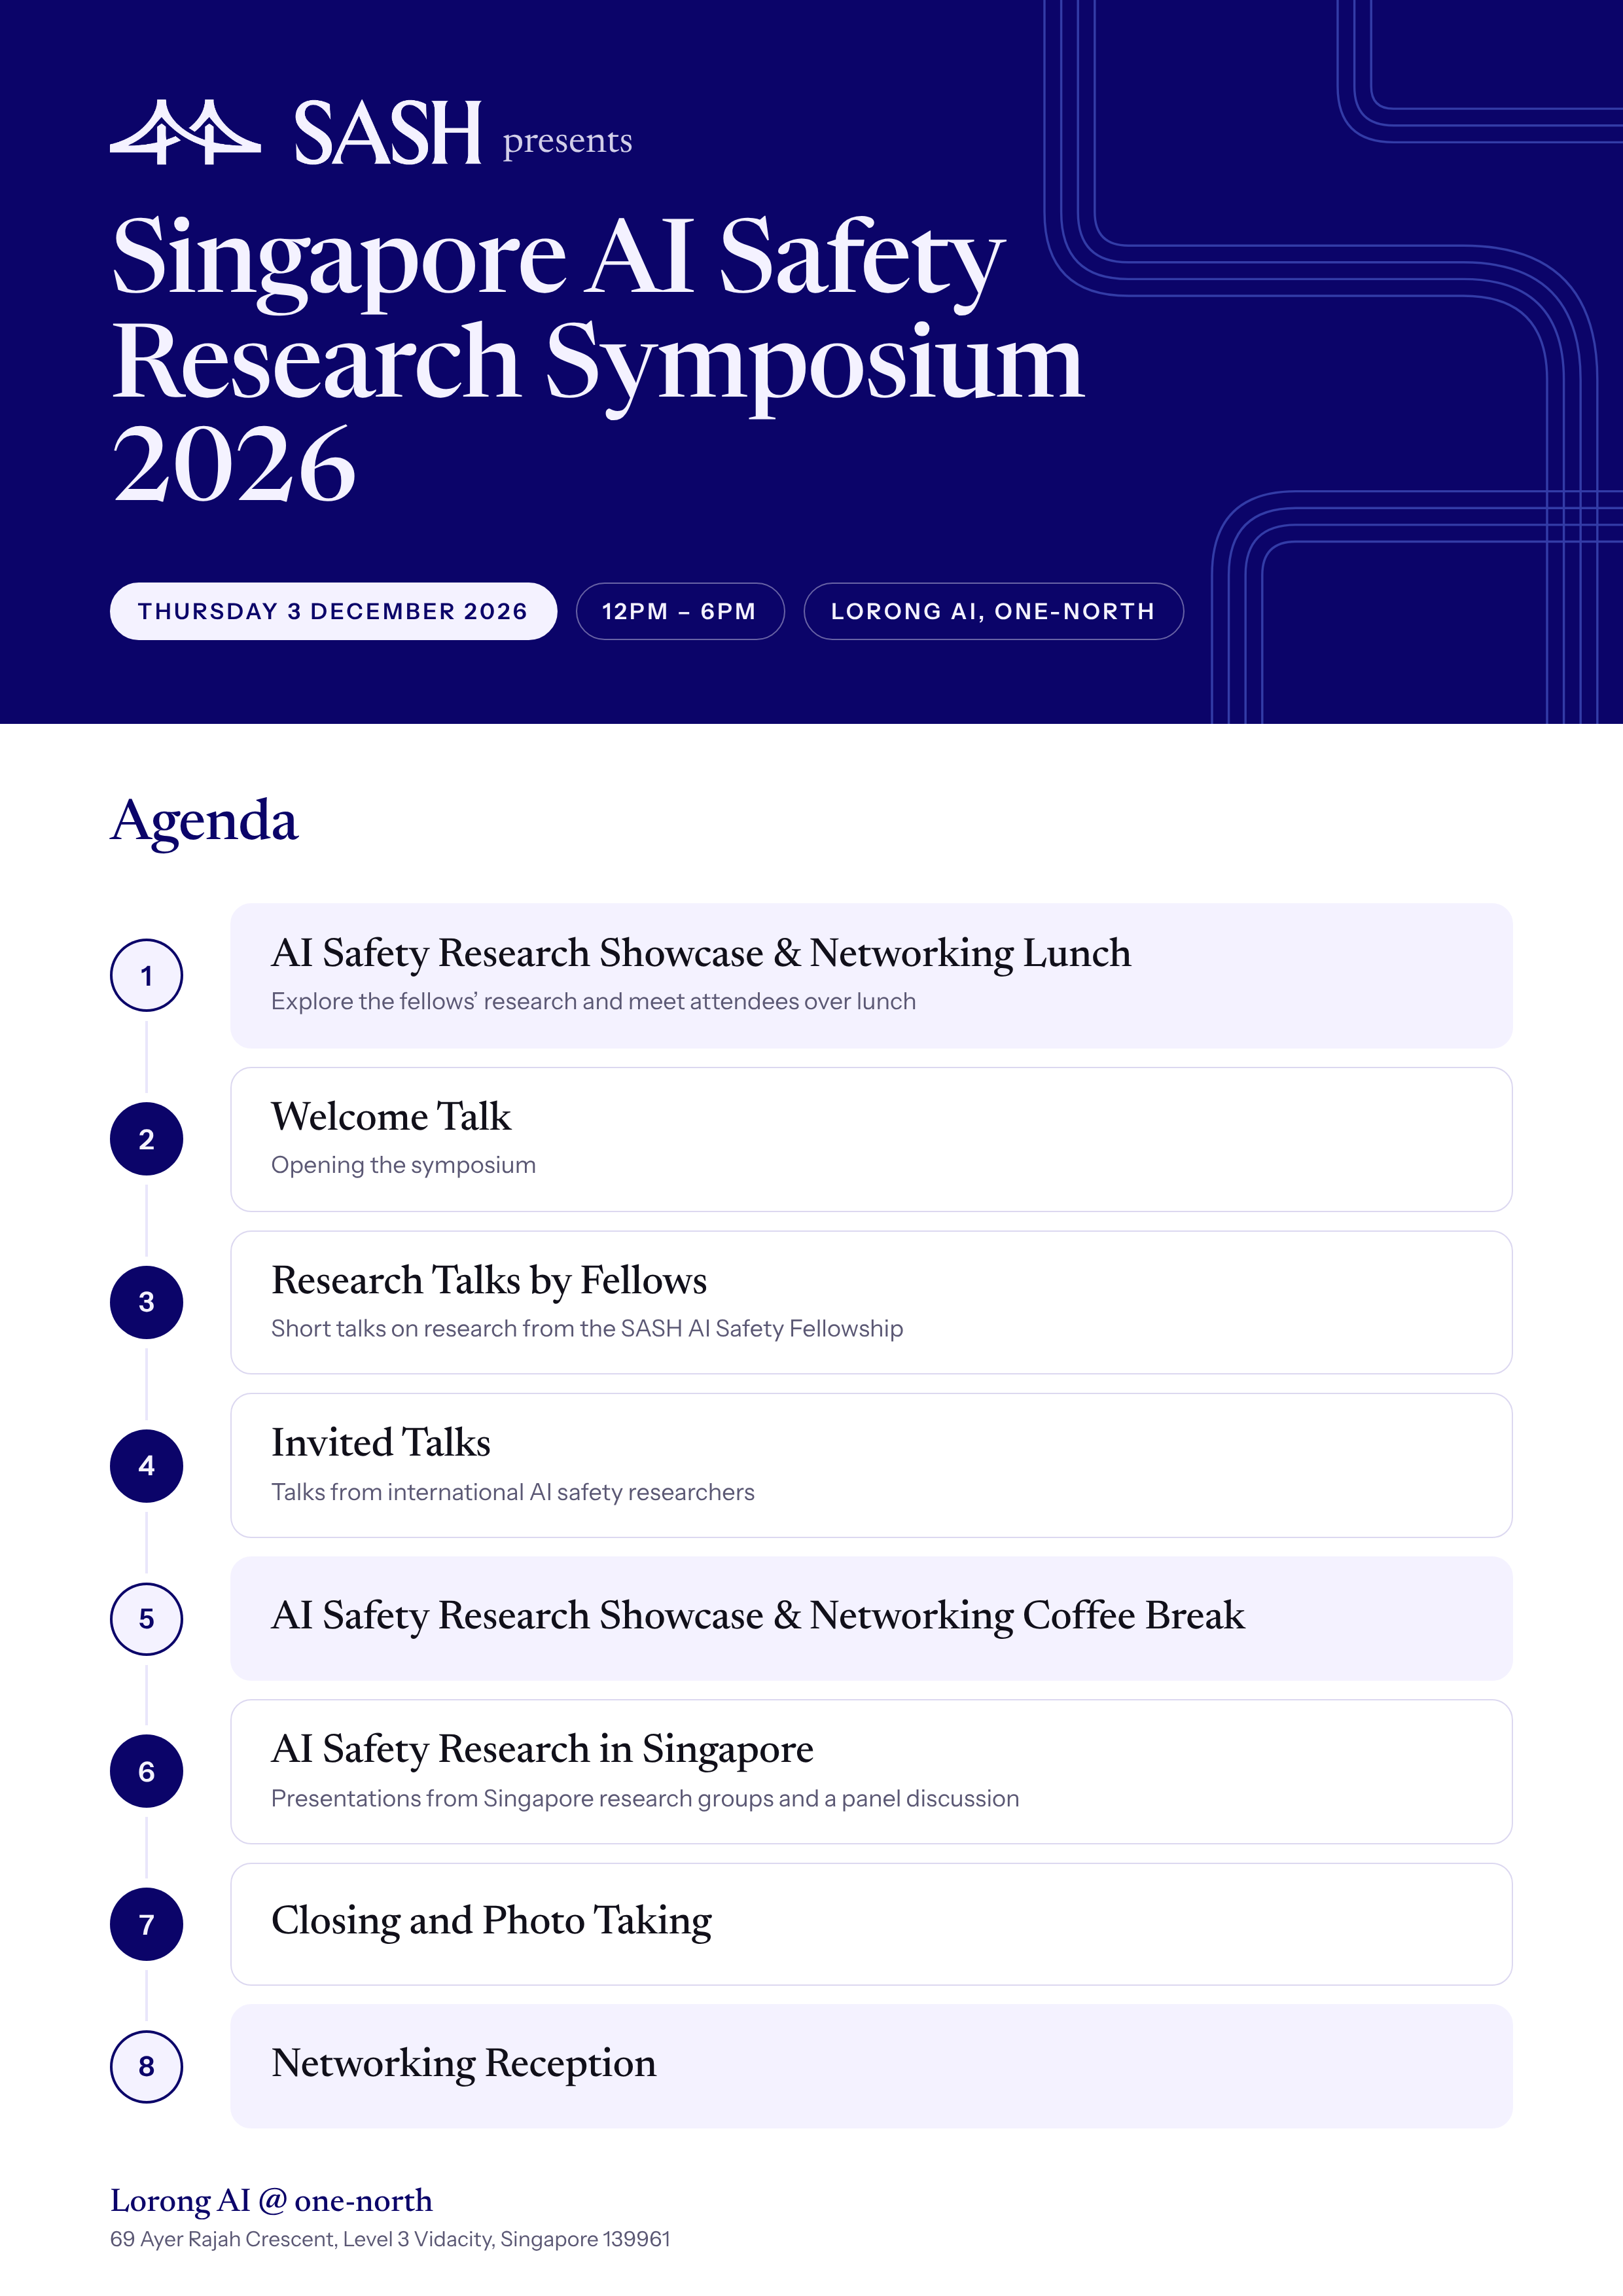 SASH presents
Singapore AI Safety
Research Symposium
2026
THURSDAY 3 DECEMBER 2026
12PM – 6PM
LORONG AI, ONE-NORTH
Agenda
1
AI Safety Research Showcase & Networking Lunch
Explore the fellows’ research and meet attendees over lunch
2
Welcome Talk
Opening the symposium
3
Research Talks by Fellows
Short talks on research from the SASH AI Safety Fellowship
4
Invited Talks
Talks from international AI safety researchers
5
AI Safety Research Showcase & Networking Coffee Break
6
AI Safety Research in Singapore
Presentations from Singapore research groups and a panel discussion
7
Closing and Photo Taking
8
Networking Reception
Lorong AI @ one-north
69 Ayer Rajah Crescent, Level 3 Vidacity, Singapore 139961